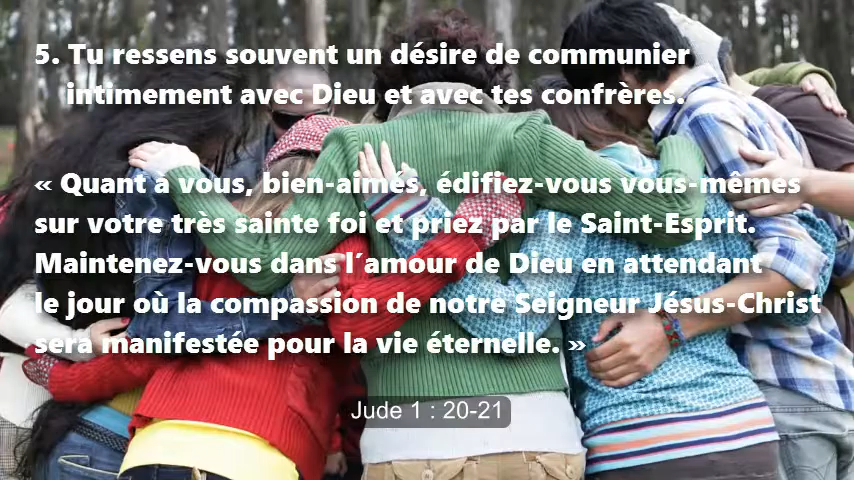 5. Tu ressens souvent un désire de communier
intimement avec Dieu et avec tes confrères.
« Quant à vous, bien-aimés, édifiez-vous vous-mêmes
sur votre très sainte foi et priez par le Saint-Esprit.
Maintenez-vous dans l´amour de Dieu en attendant
le jour où la compassion de notre Seigneur Jésus-Christ
sera manifestée pour la vie éternelle. »
Jude 1 : 20-21